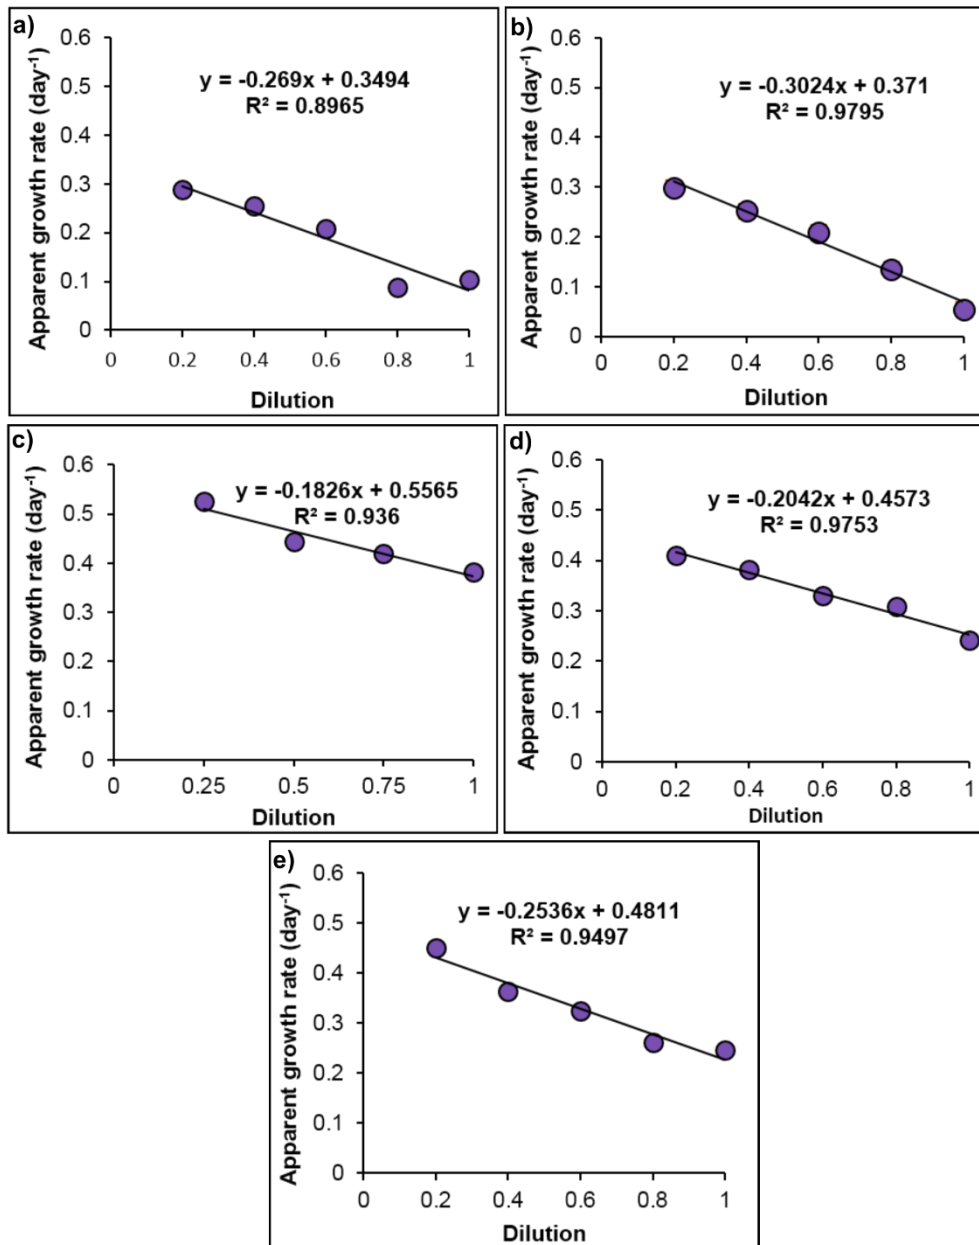 a)
Apparent growth rate (day⁻¹)
0.6
0.5
0.4
0.3
0.2
0.1
0
y = -0.269x + 0.3494
R² = 0.8965
0 0.2 0.4 0.6 0.8 1
Dilution
b)
Apparent growth rate (day⁻¹)
0.6
0.5
0.4
0.3
0.2
0.1
0
y = -0.3024x + 0.371
R² = 0.9795
0 0.2 0.4 0.6 0.8 1
Dilution
c)
Apparent growth rate (day⁻¹)
0.6
0.5
0.4
0.3
0.2
0.1
0
y = -0.1826x + 0.5565
R² = 0.936
0 0.25 0.5 0.75 1
Dilution
d)
Apparent growth rate (day⁻¹)
0.6
0.5
0.4
0.3
0.2
0.1
0
y = -0.2042x + 0.4573
R² = 0.9753
0 0.2 0.4 0.6 0.8 1
Dilution
e)
Apparent growth rate (day⁻¹)
0.6
0.5
0.4
0.3
0.2
0.1
0
y = -0.2536x + 0.4811
R² = 0.9497
0 0.2 0.4 0.6 0.8 1
Dilution